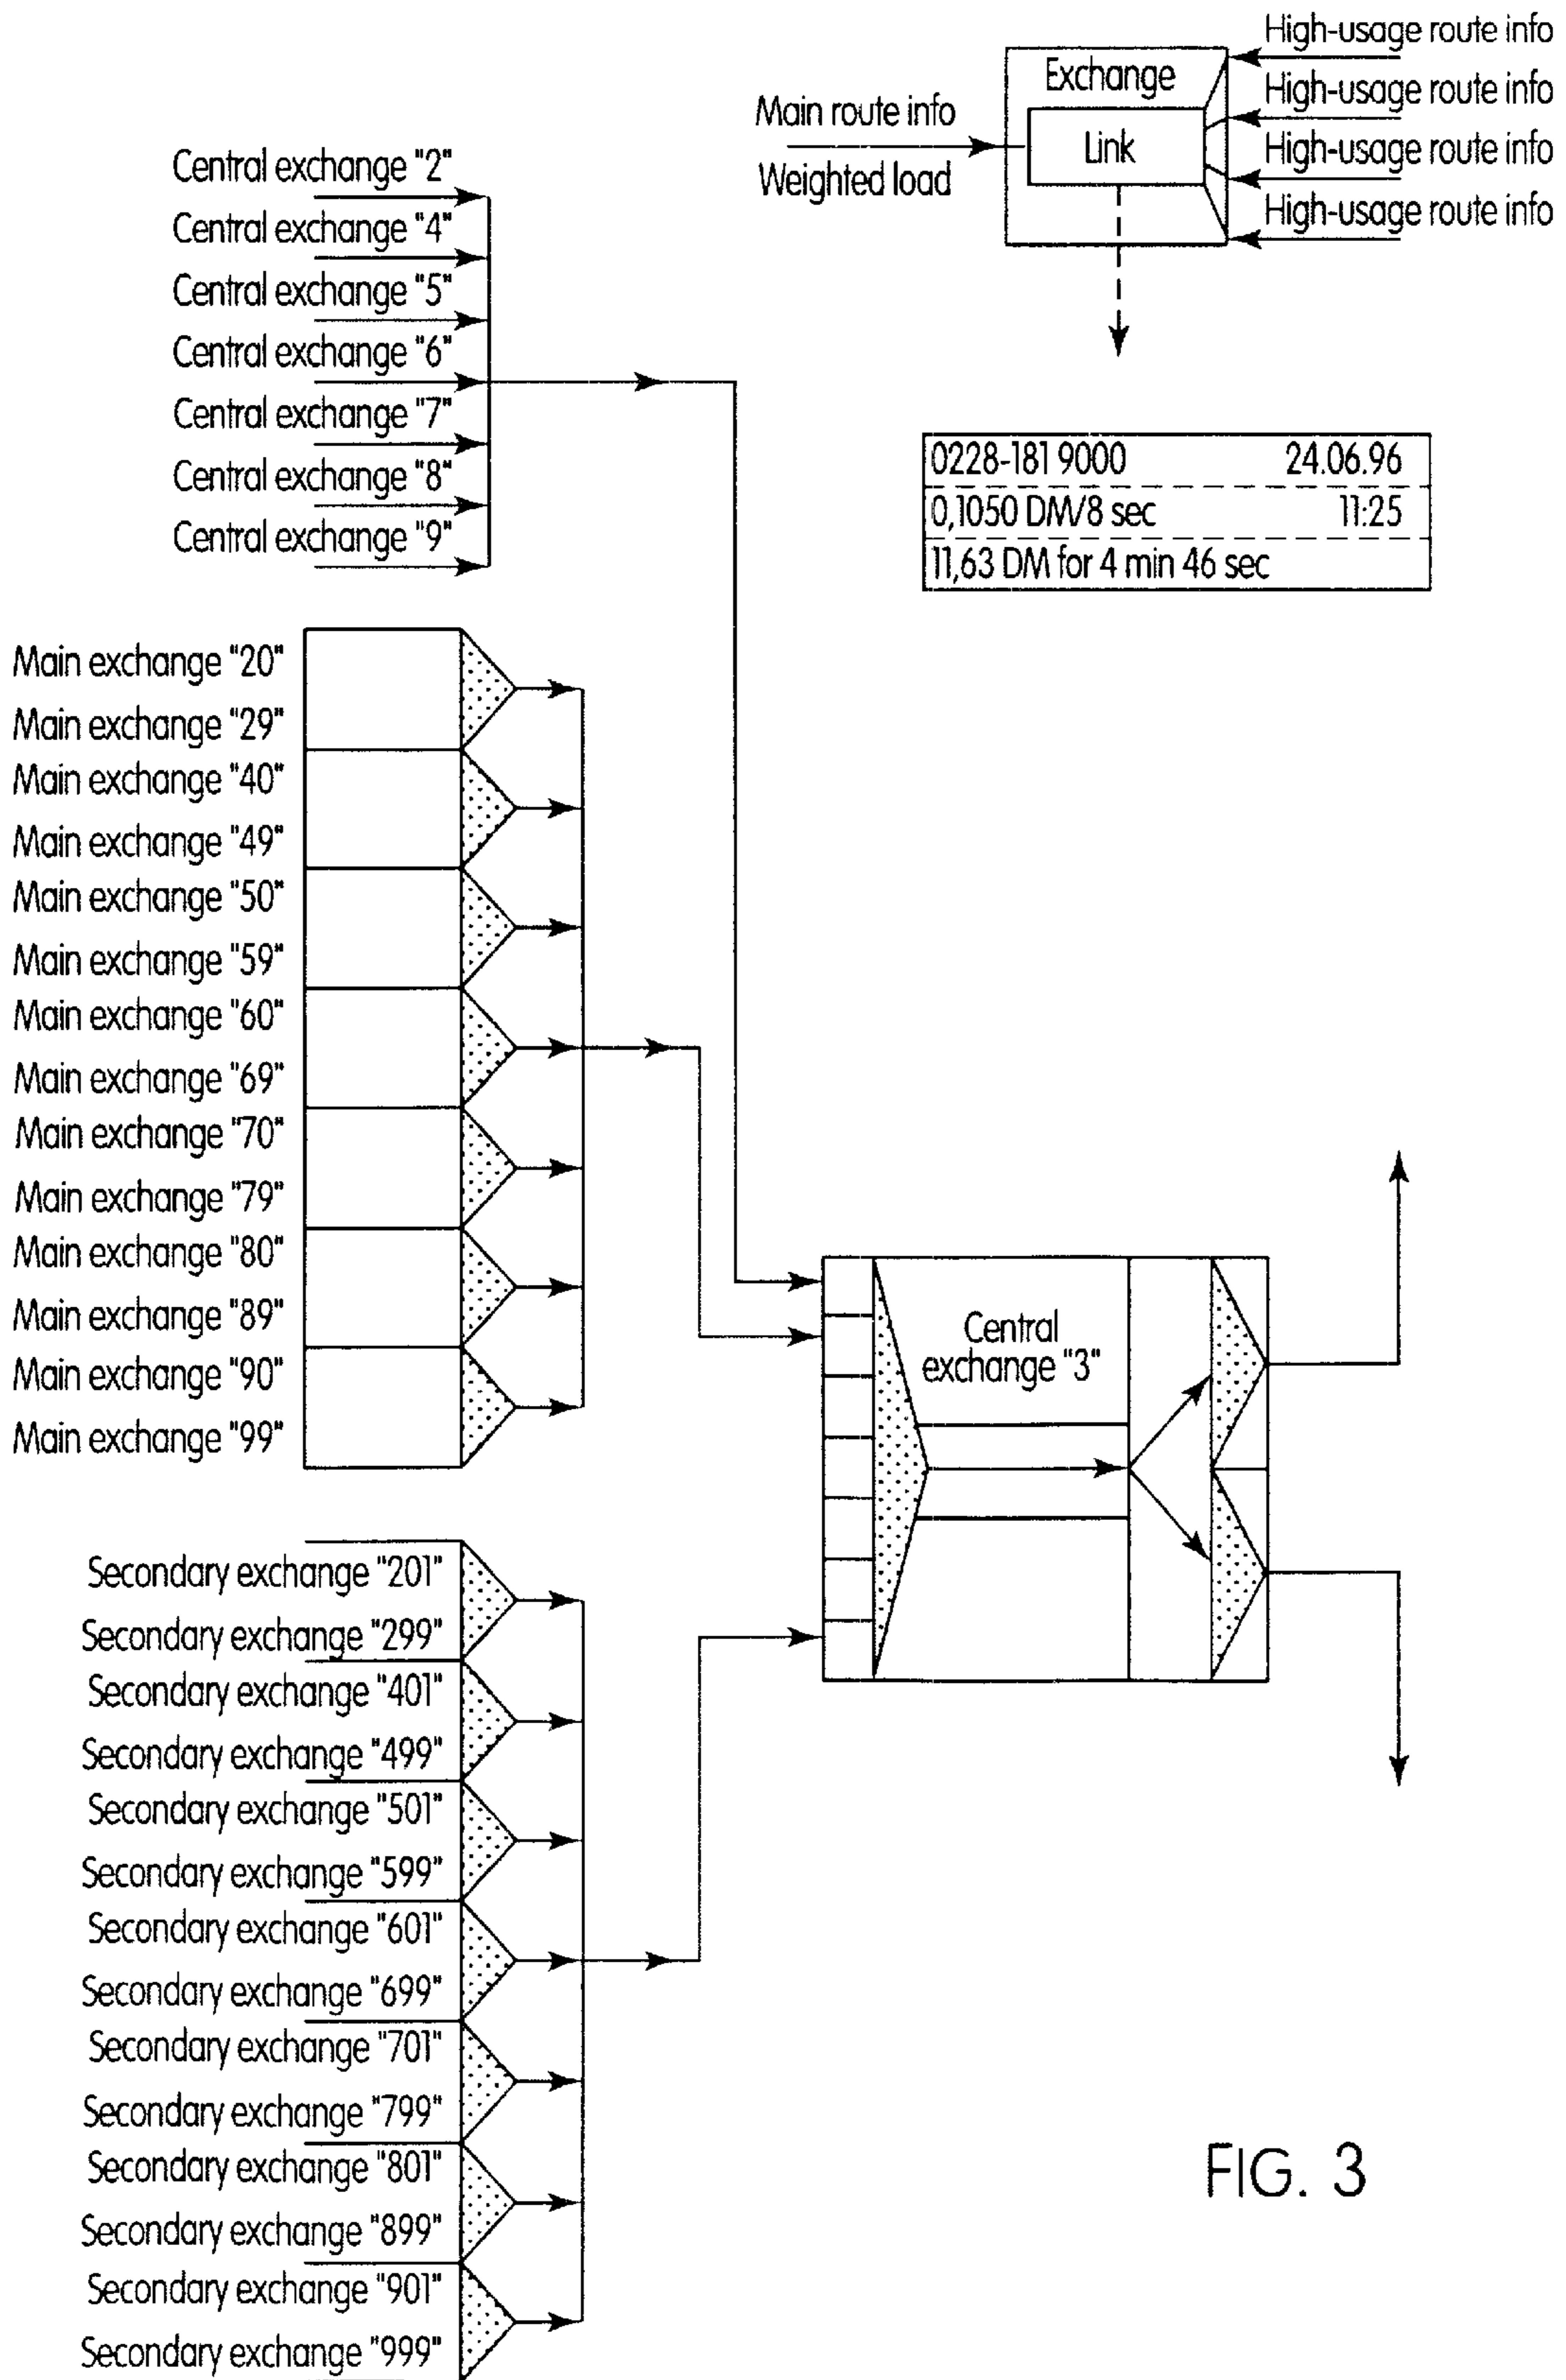 High-usage route info
Exchange
High-usage route info
Main route info
Link
High-usage route info
Weighted load
High-usage route info
Central exchange "2"
Central exchange "4"
Central exchange "5"
Central exchange "6"
Central exchange "7"
Central exchange "8"
Central exchange "9"
0228-181 9000 24.06.96
0,1050 DM/8 sec 11:25
11,63 DM for 4 min 46 sec
Main exchange "20"
Main exchange "29"
Main exchange "40"
Main exchange "49"
Main exchange "50"
Main exchange "59"
Main exchange "60"
Main exchange "69"
Main exchange "70"
Main exchange "79"
Main exchange "80"
Main exchange "89"
Main exchange "90"
Main exchange "99"
Central
exchange "3"
Secondary exchange "201"
Secondary exchange "299"
Secondary exchange "401"
Secondary exchange "499"
Secondary exchange "501"
Secondary exchange "599"
Secondary exchange "601"
Secondary exchange "699"
Secondary exchange "701"
Secondary exchange "799"
Secondary exchange "801"
Secondary exchange "899"
Secondary exchange "901"
Secondary exchange "999"
FIG. 3